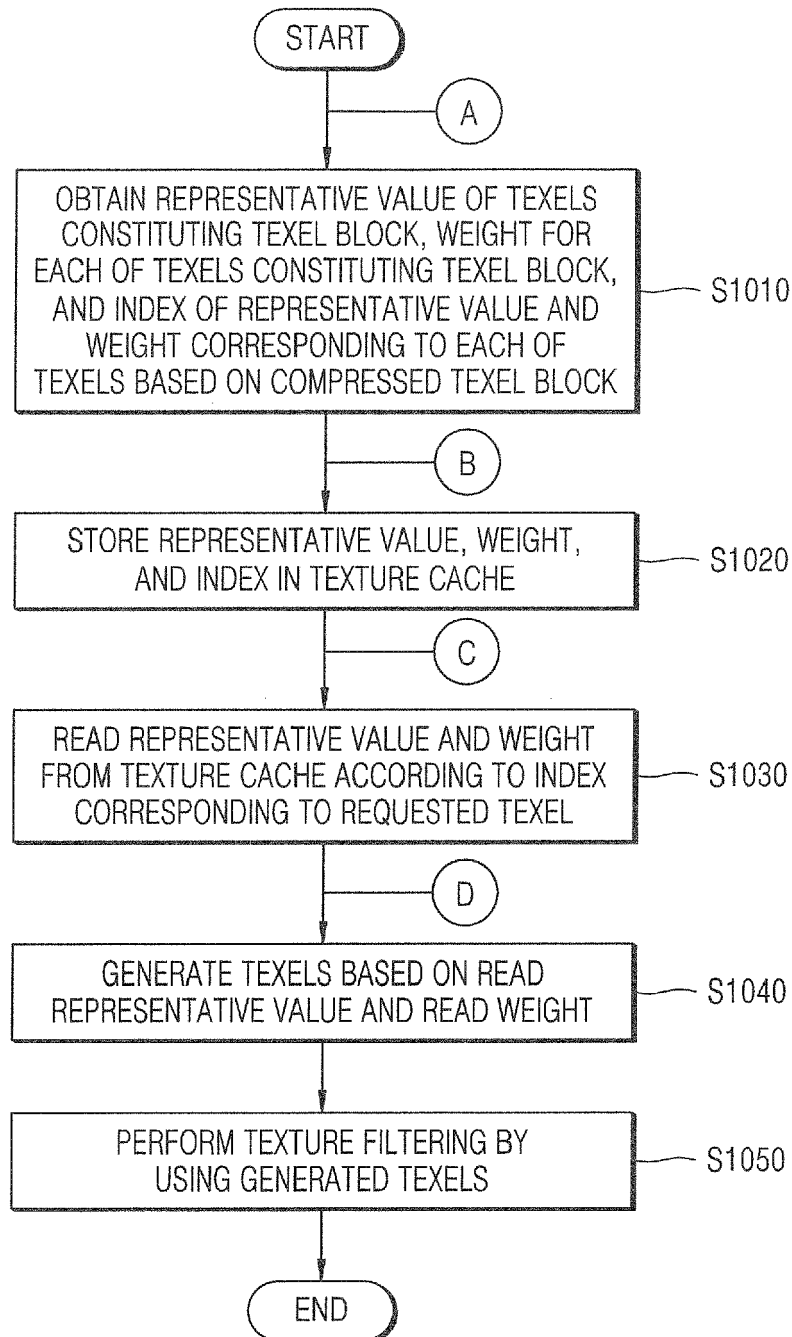 START
A
OBTAIN REPRESENTATIVE VALUE OF TEXELS
CONSTITUTING TEXEL BLOCK, WEIGHT FOR
EACH OF TEXELS CONSTITUTING TEXEL BLOCK,
AND INDEX OF REPRESENTATIVE VALUE AND
WEIGHT CORRESPONDING TO EACH OF
TEXELS BASED ON COMPRESSED TEXEL BLOCK
S1010
B
STORE REPRESENTATIVE VALUE, WEIGHT,
AND INDEX IN TEXTURE CACHE
S1020
C
READ REPRESENTATIVE VALUE AND WEIGHT
FROM TEXTURE CACHE ACCORDING TO INDEX
CORRESPONDING TO REQUESTED TEXEL
S1030
D
GENERATE TEXELS BASED ON READ
REPRESENTATIVE VALUE AND READ WEIGHT
S1040
PERFORM TEXTURE FILTERING BY
USING GENERATED TEXELS
S1050
END